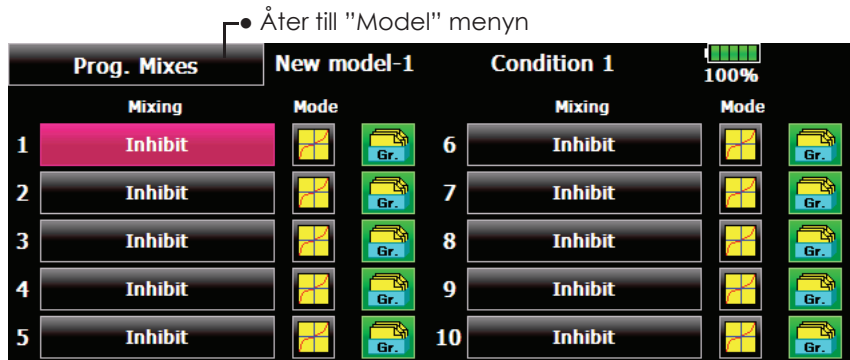 Åter till ”Model” menyn
Prog. Mixes New model-1 Condition 1 100%
Mixing Mode Mixing Mode
1 Inhibit Gr. 6 Inhibit Gr.
2 Inhibit Gr. 7 Inhibit Gr.
3 Inhibit Gr. 8 Inhibit Gr.
4 Inhibit Gr. 9 Inhibit Gr.
5 Inhibit Gr. 10 Inhibit Gr.